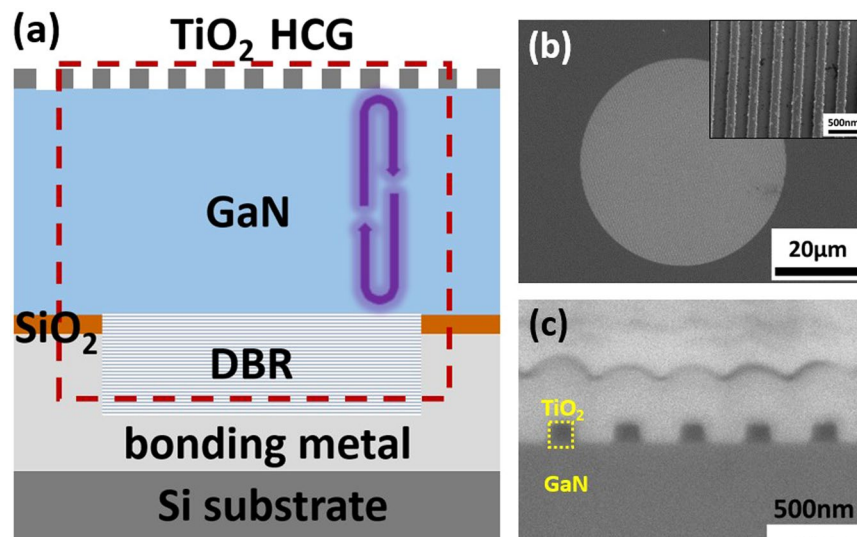 (a)
TiO₂ HCG
GaN
SiO₂
DBR
bonding metal
Si substrate
(b)
500nm
20μm
(c)
TiO₂
GaN
500nm